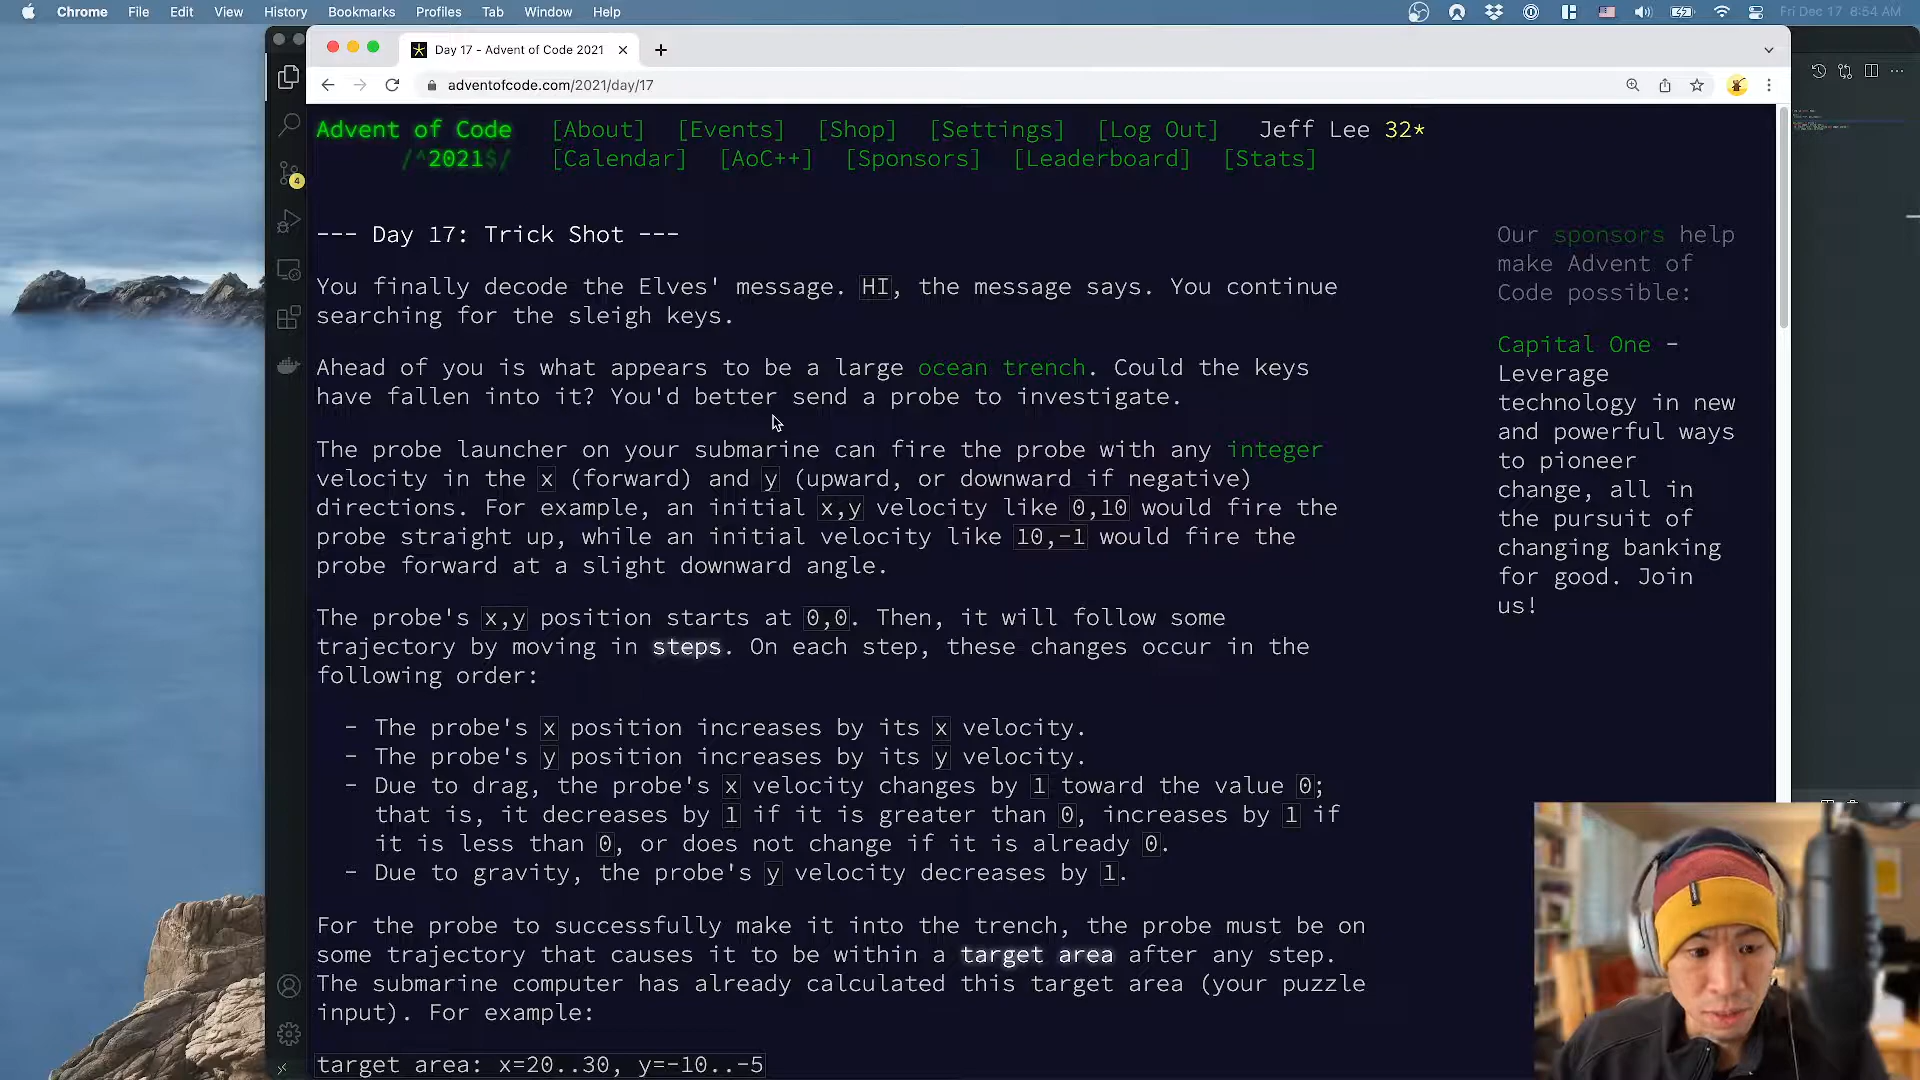 Chrome File Edit View History Bookmarks Profiles Tab Window Help Fri Dec 17 6:54 AM
Day 17 - Advent of Code 2021
adventofcode.com/2021/day/17
Advent of Code [About] [Events] [Shop] [Settings] [Log Out] Jeff Lee 32*
/^2021$/ [Calendar] [AoC++] [Sponsors] [Leaderboard] [Stats]
--- Day 17: Trick Shot ---
You finally decode the Elves' message. HI, the message says. You continue
searching for the sleigh keys.
Ahead of you is what appears to be a large ocean trench. Could the keys
have fallen into it? You'd better send a probe to investigate.
The probe launcher on your submarine can fire the probe with any integer
velocity in the x (forward) and y (upward, or downward if negative)
directions. For example, an initial x,y velocity like 0,10 would fire the
probe straight up, while an initial velocity like 10,-1 would fire the
probe forward at a slight downward angle.
The probe's x,y position starts at 0,0. Then, it will follow some
trajectory by moving in steps. On each step, these changes occur in the
following order:
- The probe's x position increases by its x velocity.
- The probe's y position increases by its y velocity.
- Due to drag, the probe's x velocity changes by 1 toward the value 0;
that is, it decreases by 1 if it is greater than 0, increases by 1 if
it is less than 0, or does not change if it is already 0.
- Due to gravity, the probe's y velocity decreases by 1.
For the probe to successfully make it into the trench, the probe must be on
some trajectory that causes it to be within a target area after any step.
The submarine computer has already calculated this target area (your puzzle
input). For example:
target area: x=20..30, y=-10..-5
Our sponsors help
make Advent of
Code possible:
Capital One -
Leverage
technology in new
and powerful ways
to pioneer
change, all in
the pursuit of
changing banking
for good. Join
us!
4